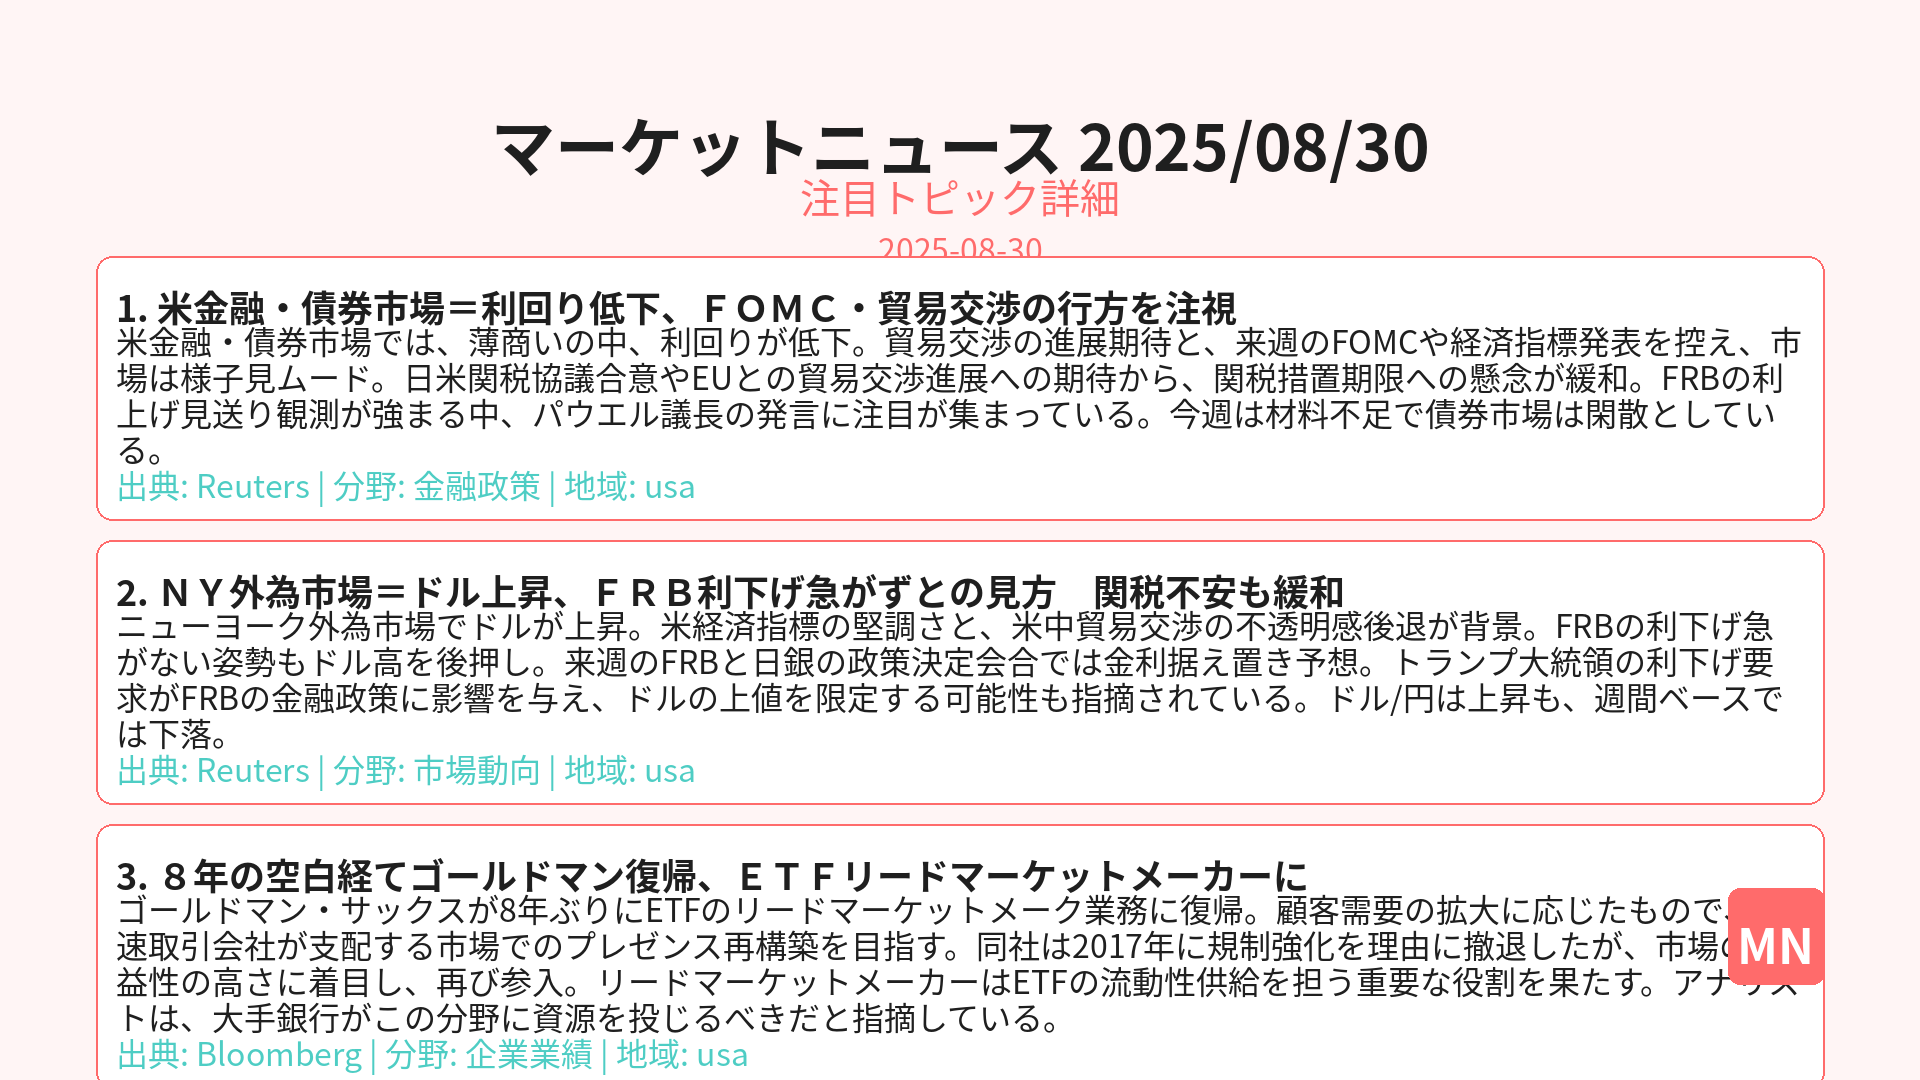 マーケットニュース 2025/08/30
注目トピック詳細
2025-08-30
1. 米金融・債券市場＝利回り低下、ＦＯＭＣ・貿易交渉の行方を注視
米金融・債券市場では、薄商いの中、利回りが低下。貿易交渉の進展期待と、来週のFOMCや経済指標発表を控え、市
場は様子見ムード。日米関税協議合意やEUとの貿易交渉進展への期待から、関税措置期限への懸念が緩和。FRBの利
上げ見送り観測が強まる中、パウエル議長の発言に注目が集まっている。今週は材料不足で債券市場は閑散としてい
る。
出典: Reuters | 分野: 金融政策 | 地域: usa
2. ＮＹ外為市場＝ドル上昇、ＦＲＢ利下げ急がずとの見方　関税不安も緩和
ニューヨーク外為市場でドルが上昇。米経済指標の堅調さと、米中貿易交渉の不透明感後退が背景。FRBの利下げ急
がない姿勢もドル高を後押し。来週のFRBと日銀の政策決定会合では金利据え置き予想。トランプ大統領の利下げ要
求がFRBの金融政策に影響を与え、ドルの上値を限定する可能性も指摘されている。ドル/円は上昇も、週間ベースで
は下落。
出典: Reuters | 分野: 市場動向 | 地域: usa
3. ８年の空白経てゴールドマン復帰、ＥＴＦリードマーケットメーカーに
ゴールドマン・サックスが8年ぶりにETFのリードマーケットメーク業務に復帰。顧客需要の拡大に応じたもので、
速取引会社が支配する市場でのプレゼンス再構築を目指す。同社は2017年に規制強化を理由に撤退したが、市場の
益性の高さに着目し、再び参入。リードマーケットメーカーはETFの流動性供給を担う重要な役割を果たす。アナリス
トは、大手銀行がこの分野に資源を投じるべきだと指摘している。
出典: Bloomberg | 分野: 企業業績 | 地域: usa
MN